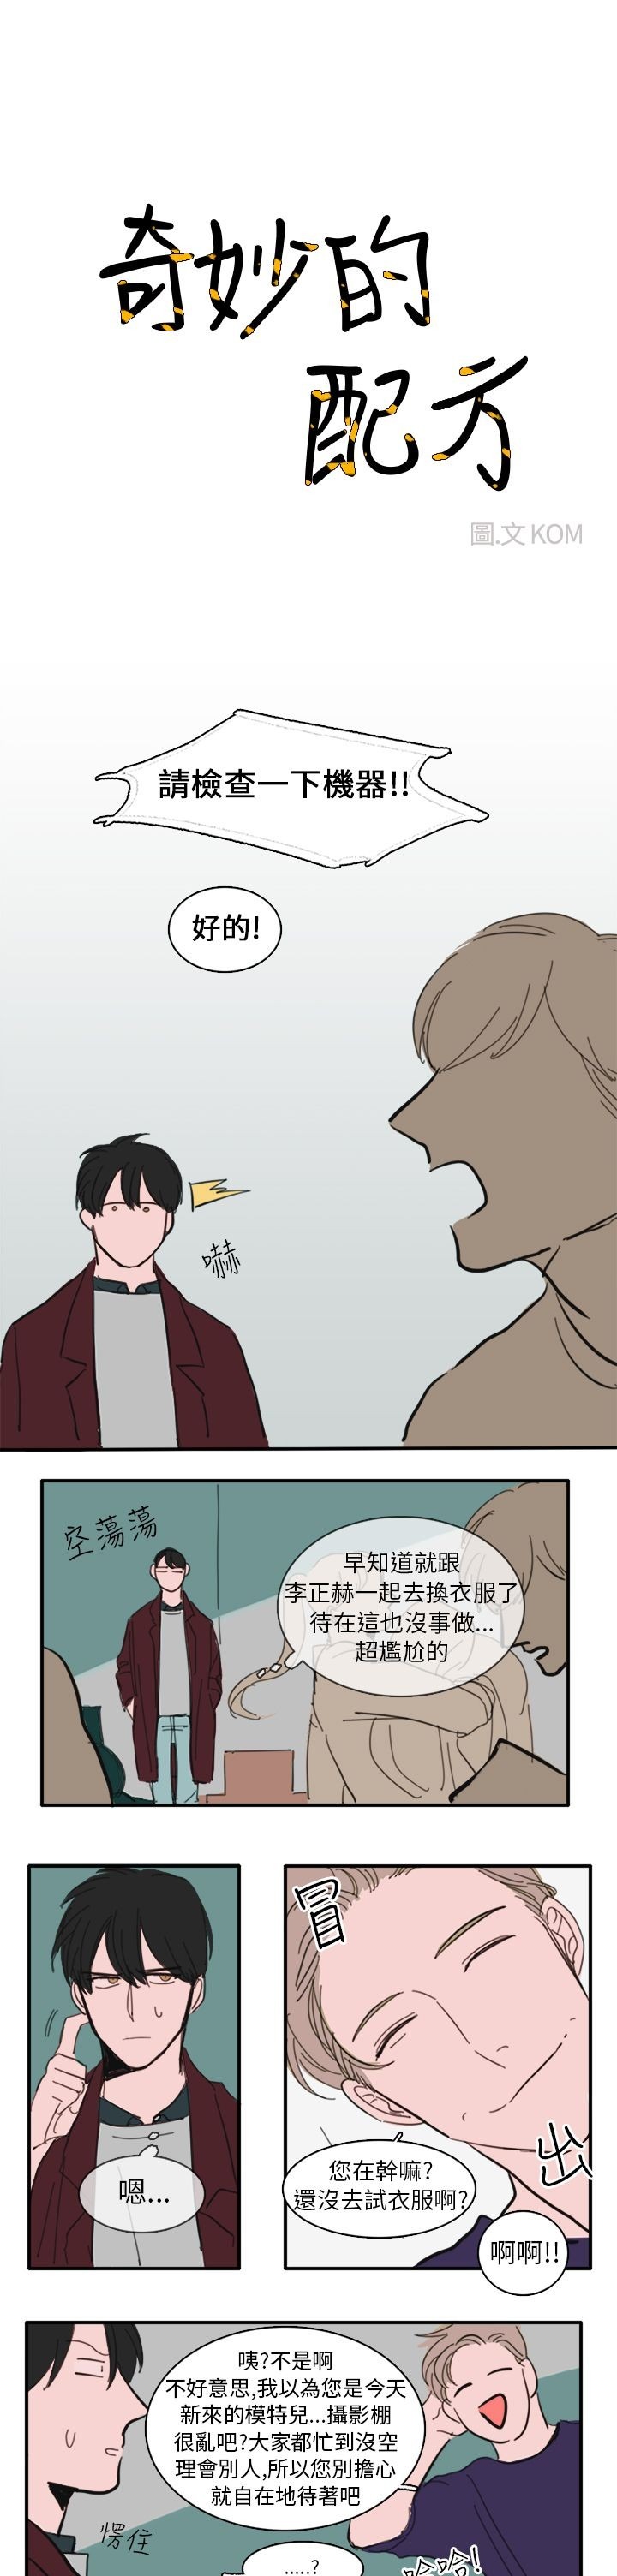 奇妙的
配方
圖.文 KOM
請檢查一下機器!!
好的!
嚇
空蕩蕩
早知道就跟
李正赫一起去換衣服了
待在這也沒事做...
超尷尬的
嗯...
冒
出
您在幹嘛?
還沒去試衣服啊?
啊啊!!
咦?不是啊
不好意思,我以為您是今天
新來的模特兒...攝影棚
很亂吧?大家都忙到沒空
理會別人,所以您別擔心
就自在地待著吧
愣住
.....?
哈哈!